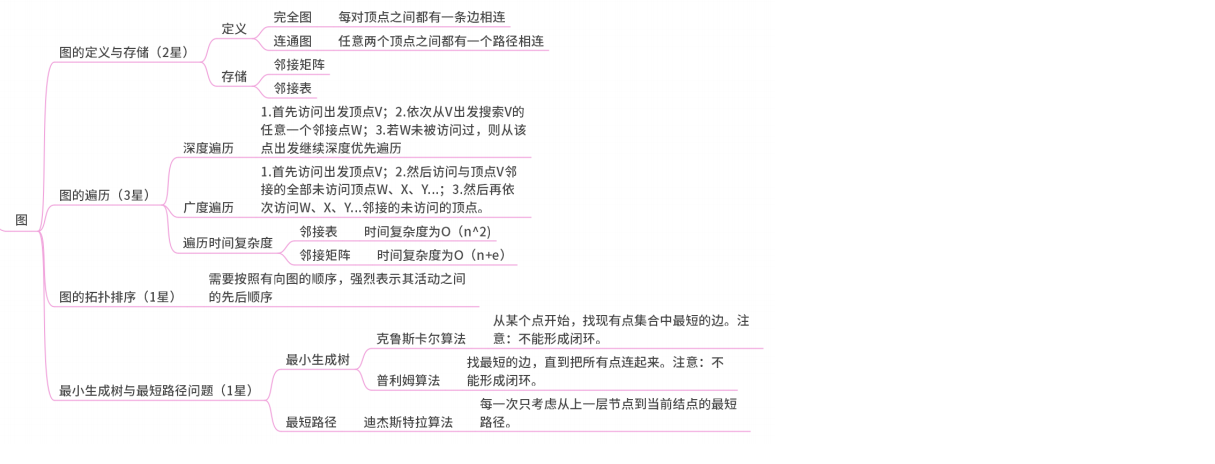 图
图的定义与存储（2星）
定义
完全图
每对顶点之间都有一条边相连
连通图
任意两个顶点之间都有一个路径相连
存储
邻接矩阵
邻接表
图的遍历（3星）
深度遍历
1.首先访问出发顶点V；2.依次从V出发搜索V的
任意一个邻接点W；3.若W未被访问过，则从该
点出发继续深度优先遍历
广度遍历
1.首先访问出发顶点V；2.然后访问与顶点V邻
接的全部未访问顶点W、X、Y...；3.然后再依
次访问W、X、Y...邻接的未访问的顶点。
遍历时间复杂度
邻接表
时间复杂度为O（n^2)
邻接矩阵
时间复杂度为O（n+e）
图的拓扑排序（1星）
需要按照有向图的顺序，强烈表示其活动之间
的先后顺序
最小生成树与最短路径问题（1星）
最小生成树
克鲁斯卡尔算法
从某个点开始，找现有点集合中最短的边。注
意：不能形成闭环。
普利姆算法
找最短的边，直到把所有点连起来。注意：不
能形成闭环。
最短路径
迪杰斯特拉算法
每一次只考虑从上一层节点到当前结点的最短
路径。